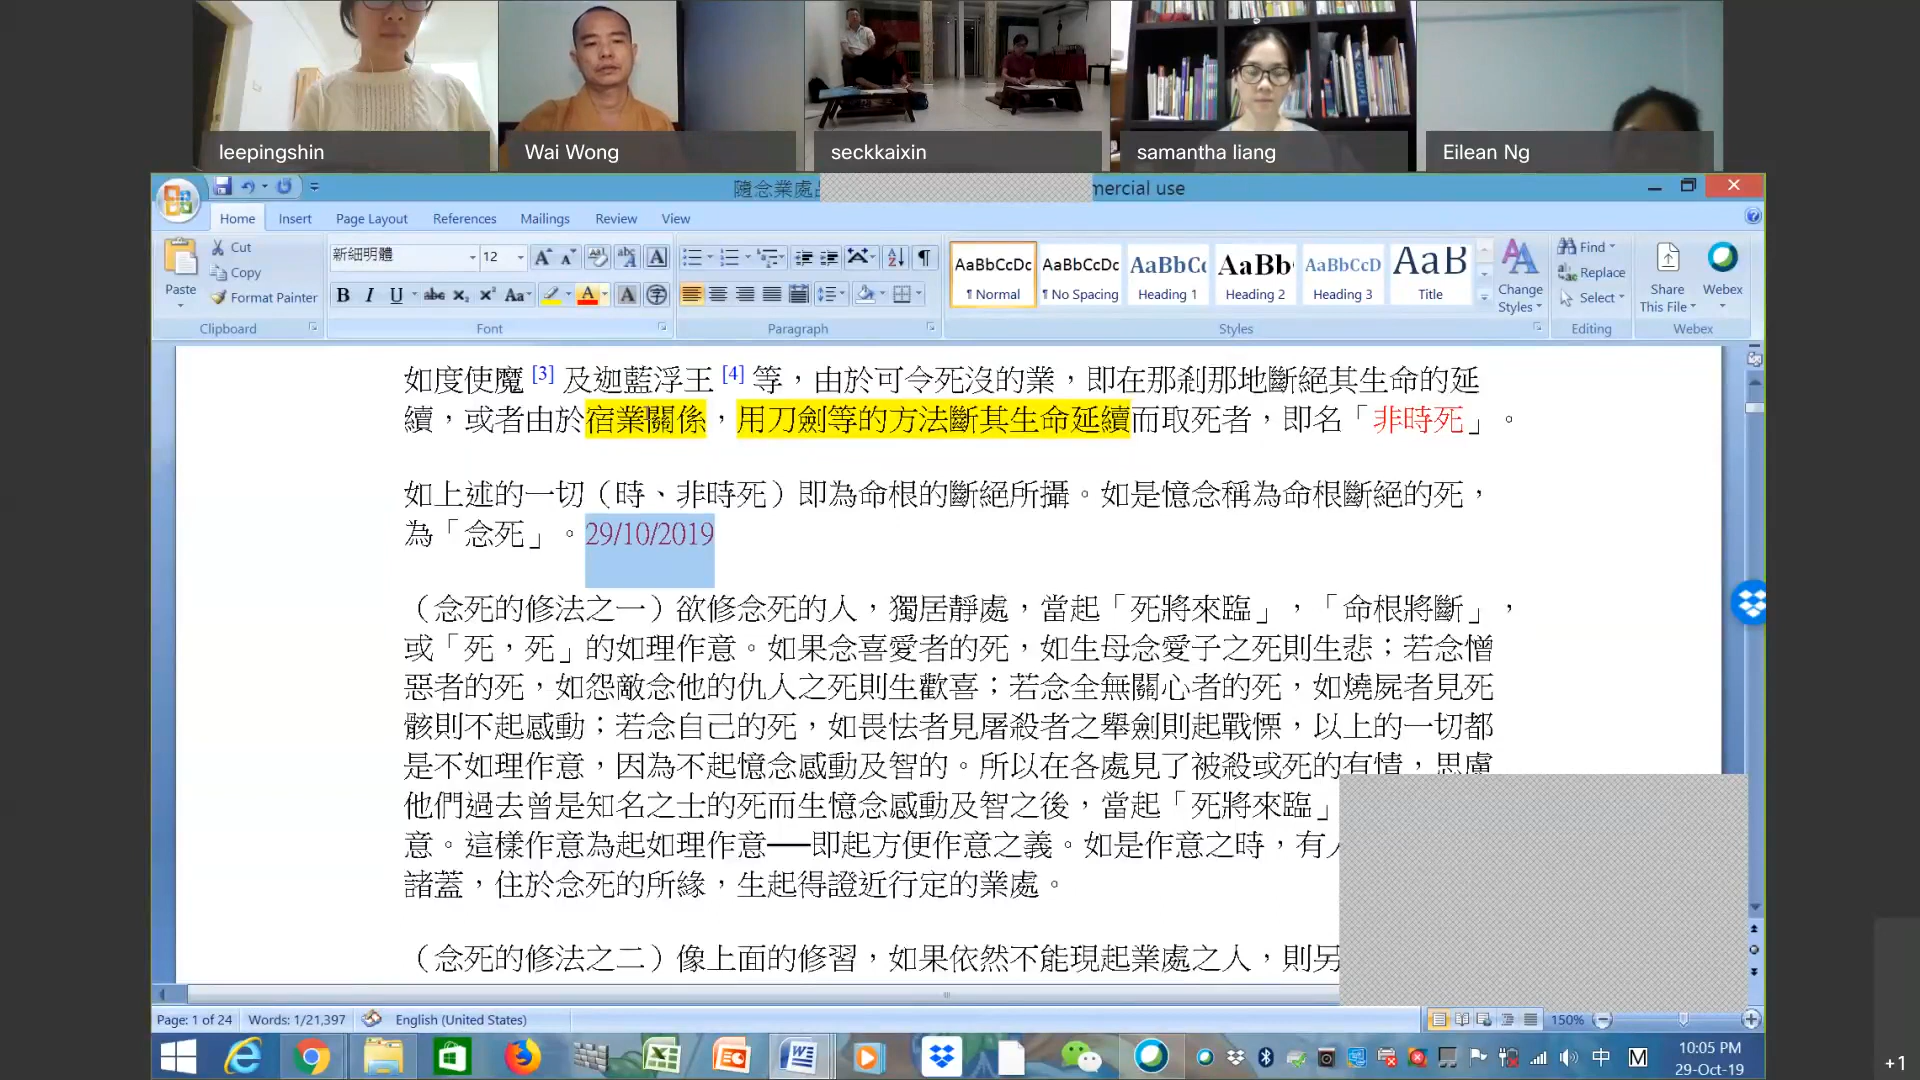 leepingshin
Wai Wong
seckkaixin
samantha liang
Eilean Ng
隨念業處
mercial use
Home Insert Page Layout References Mailings Review View
Cut
Copy
Format Painter
Paste
Clipboard
新細明體 12
Font
Paragraph
AaBbCcDc AaBbCcDc AaBbCc AaBb AaBbCcD AaB
¶ Normal ¶ No Spacing Heading 1 Heading 2 Heading 3 Title
Change Styles
Styles
Find
Replace
Select
Editing
Share This File
Webex
Webex
如度使魔 [3] 及迦藍浮王 [4] 等，由於可令死沒的業，即在那剎那地斷絕其生命的延
續，或者由於宿業關係，用刀劍等的方法斷其生命延續而取死者，即名「非時死」。
如上述的一切（時、非時死）即為命根的斷絕所攝。如是憶念稱為命根斷絕的死，
為「念死」。29/10/2019
（念死的修法之一）欲修念死的人，獨居靜處，當起「死將來臨」，「命根將斷」，
或「死，死」的如理作意。如果念喜愛者的死，如生母念愛子之死則生悲；若念憎
惡者的死，如怨敵念他的仇人之死則生歡喜；若念全無關心者的死，如燒屍者見死
骸則不起感動；若念自己的死，如畏怯者見屠殺者之舉劍則起戰慄，以上的一切都
是不如理作意，因為不起憶念感動及智的。所以在各處見了被殺或死的有情，思慮
他們過去曾是知名之士的死而生憶念感動及智之後，當起「死將來臨」
意。這樣作意為起如理作意──即起方便作意之義。如是作意之時，有人
諸蓋，住於念死的所緣，生起得證近行定的業處。
（念死的修法之二）像上面的修習，如果依然不能現起業處之人，則另
Page: 1 of 24 Words: 1/21,397 English (United States) 150%
中 M
10:05 PM
29-Oct-19
+1